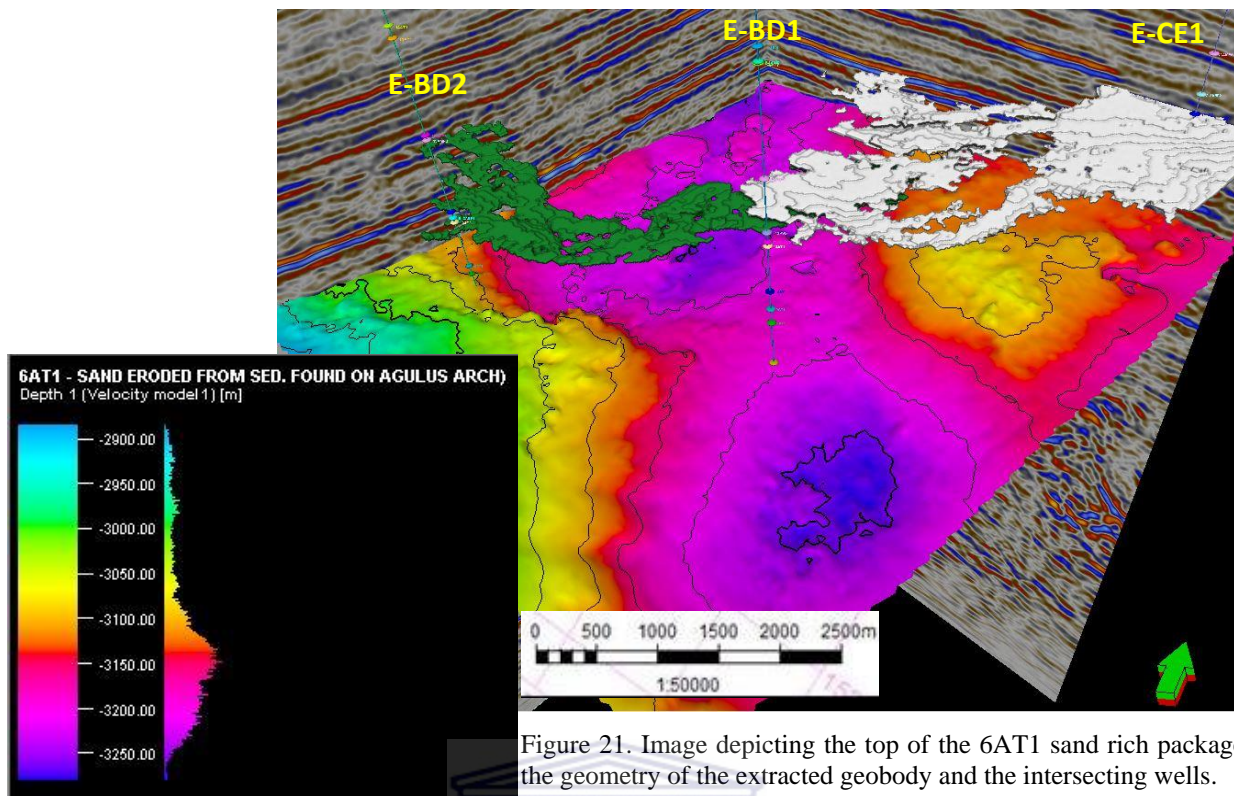 E-BD1
E-CE1
E-BD2
6AT1 - SAND ERODED FROM SED. FOUND ON AGULUS ARCH)
Depth 1 (Velocity model 1) [m]
-2900.00
-2950.00
-3000.00
-3050.00
-3100.00
-3150.00
-3200.00
-3250.00
0 500 1000 1500 2000 2500m
1:50000
Figure 21. Image depicting the top of the 6AT1 sand rich package
the geometry of the extracted geobody and the intersecting wells.